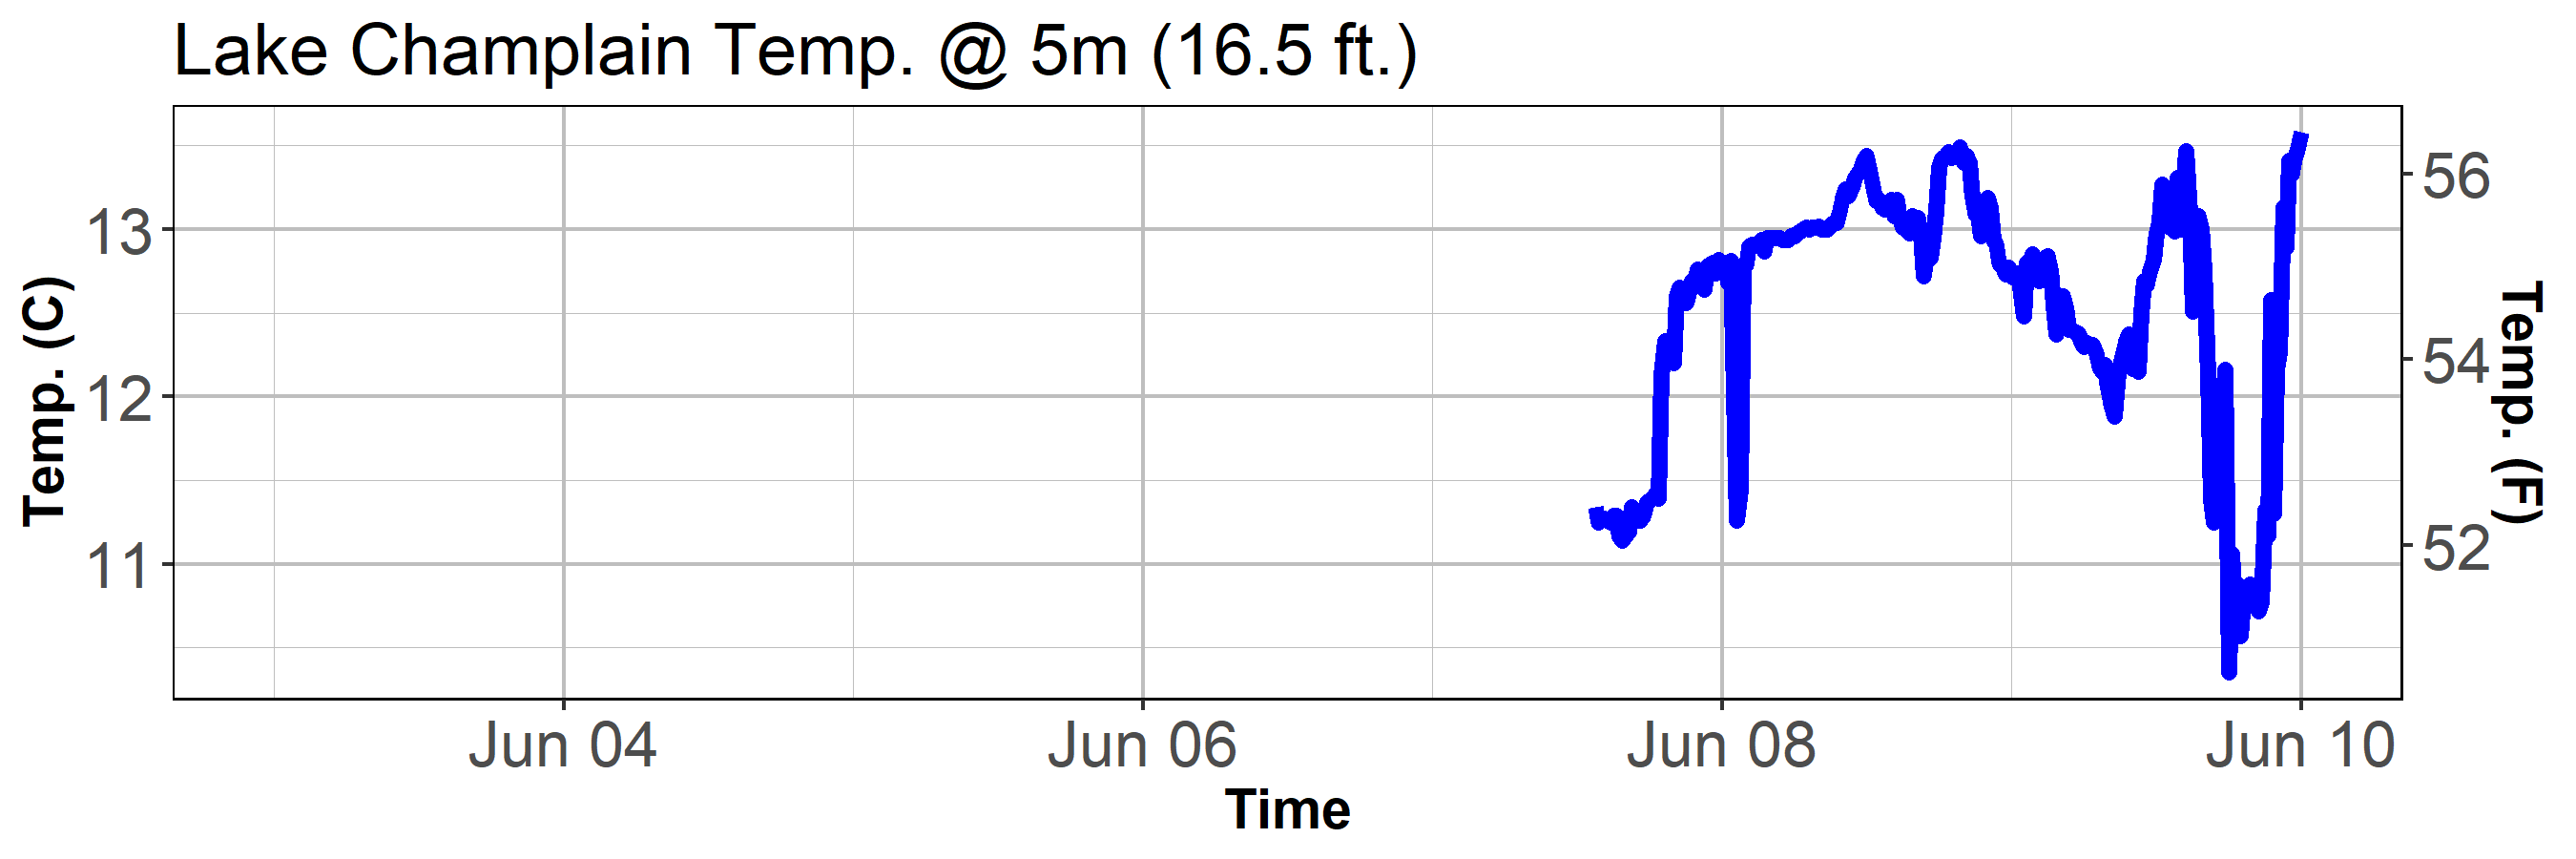 Lake Champlain Temp. @ 5m (16.5 ft.)
Temp. (C)
13
12
11
56
54
52
Temp. (F)
Jun 04 Jun 06 Jun 08 Jun 10
Time